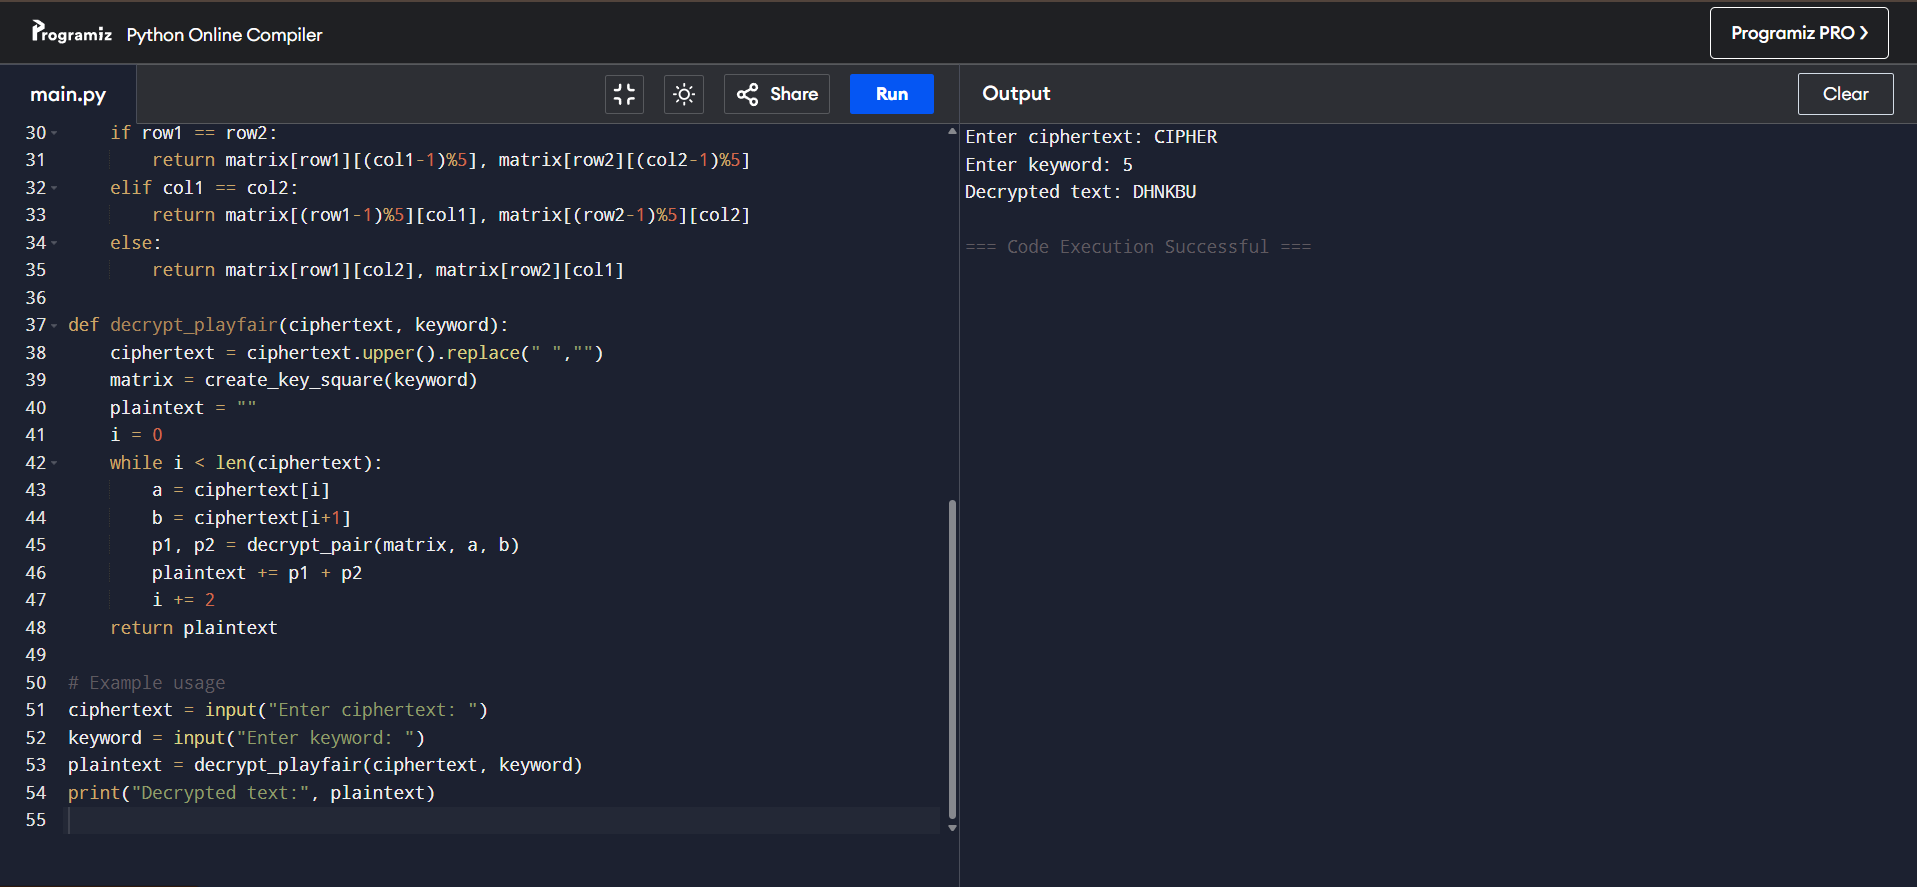 Programiz Python Online Compiler
Programiz PRO ❯
main.py
Share
Run
30 if row1 == row2:
31 return matrix[row1][(col1-1)%5], matrix[row2][(col2-1)%5]
32 elif col1 == col2:
33 return matrix[(row1-1)%5][col1], matrix[(row2-1)%5][col2]
34 else:
35 return matrix[row1][col2], matrix[row2][col1]
36
37 def decrypt_playfair(ciphertext, keyword):
38 ciphertext = ciphertext.upper().replace(" ","")
39 matrix = create_key_square(keyword)
40 plaintext = ""
41 i = 0
42 while i < len(ciphertext):
43 a = ciphertext[i]
44 b = ciphertext[i+1]
45 p1, p2 = decrypt_pair(matrix, a, b)
46 plaintext += p1 + p2
47 i += 2
48 return plaintext
49
50 # Example usage
51 ciphertext = input("Enter ciphertext: ")
52 keyword = input("Enter keyword: ")
53 plaintext = decrypt_playfair(ciphertext, keyword)
54 print("Decrypted text:", plaintext)
55
Output
Clear
Enter ciphertext: CIPHER
Enter keyword: 5
Decrypted text: DHNKBU
=== Code Execution Successful ===